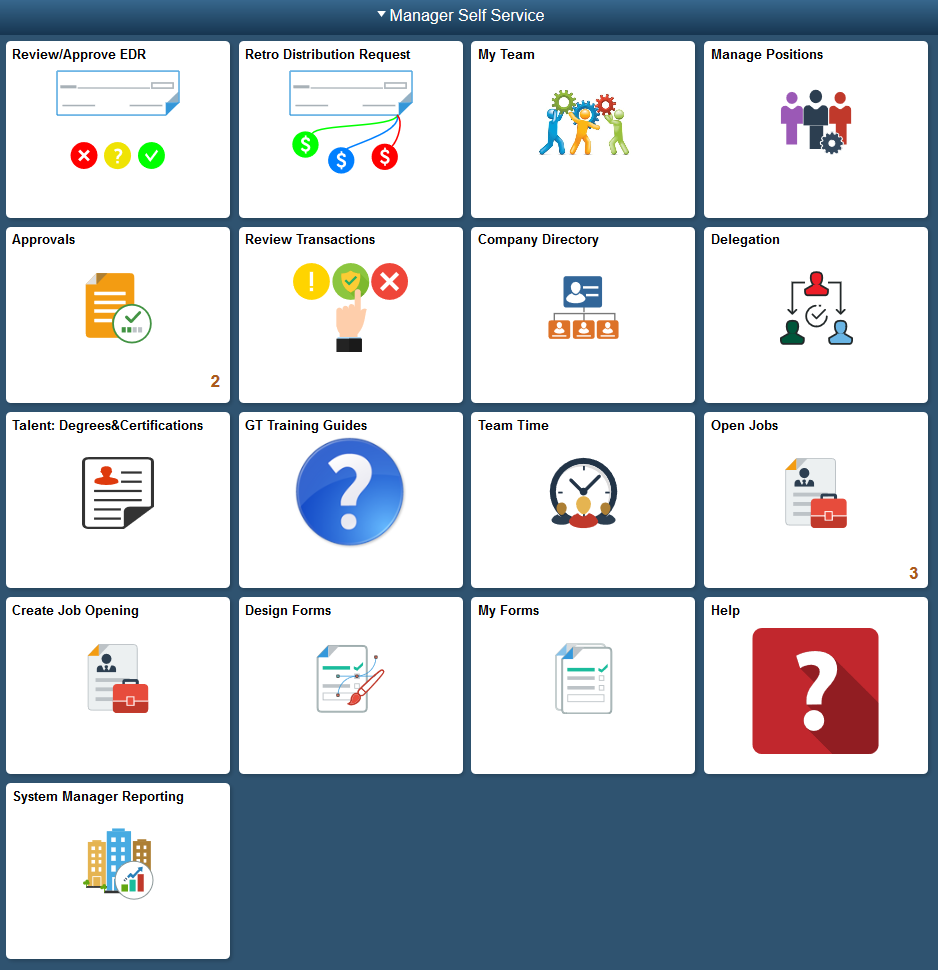 Manager Self Service
Review/Approve EDR
Retro Distribution Request
My Team
Manage Positions
Approvals
2
Review Transactions
Company Directory
Delegation
Talent: Degrees&Certifications
GT Training Guides
Team Time
Open Jobs
3
Create Job Opening
Design Forms
My Forms
Help
System Manager Reporting